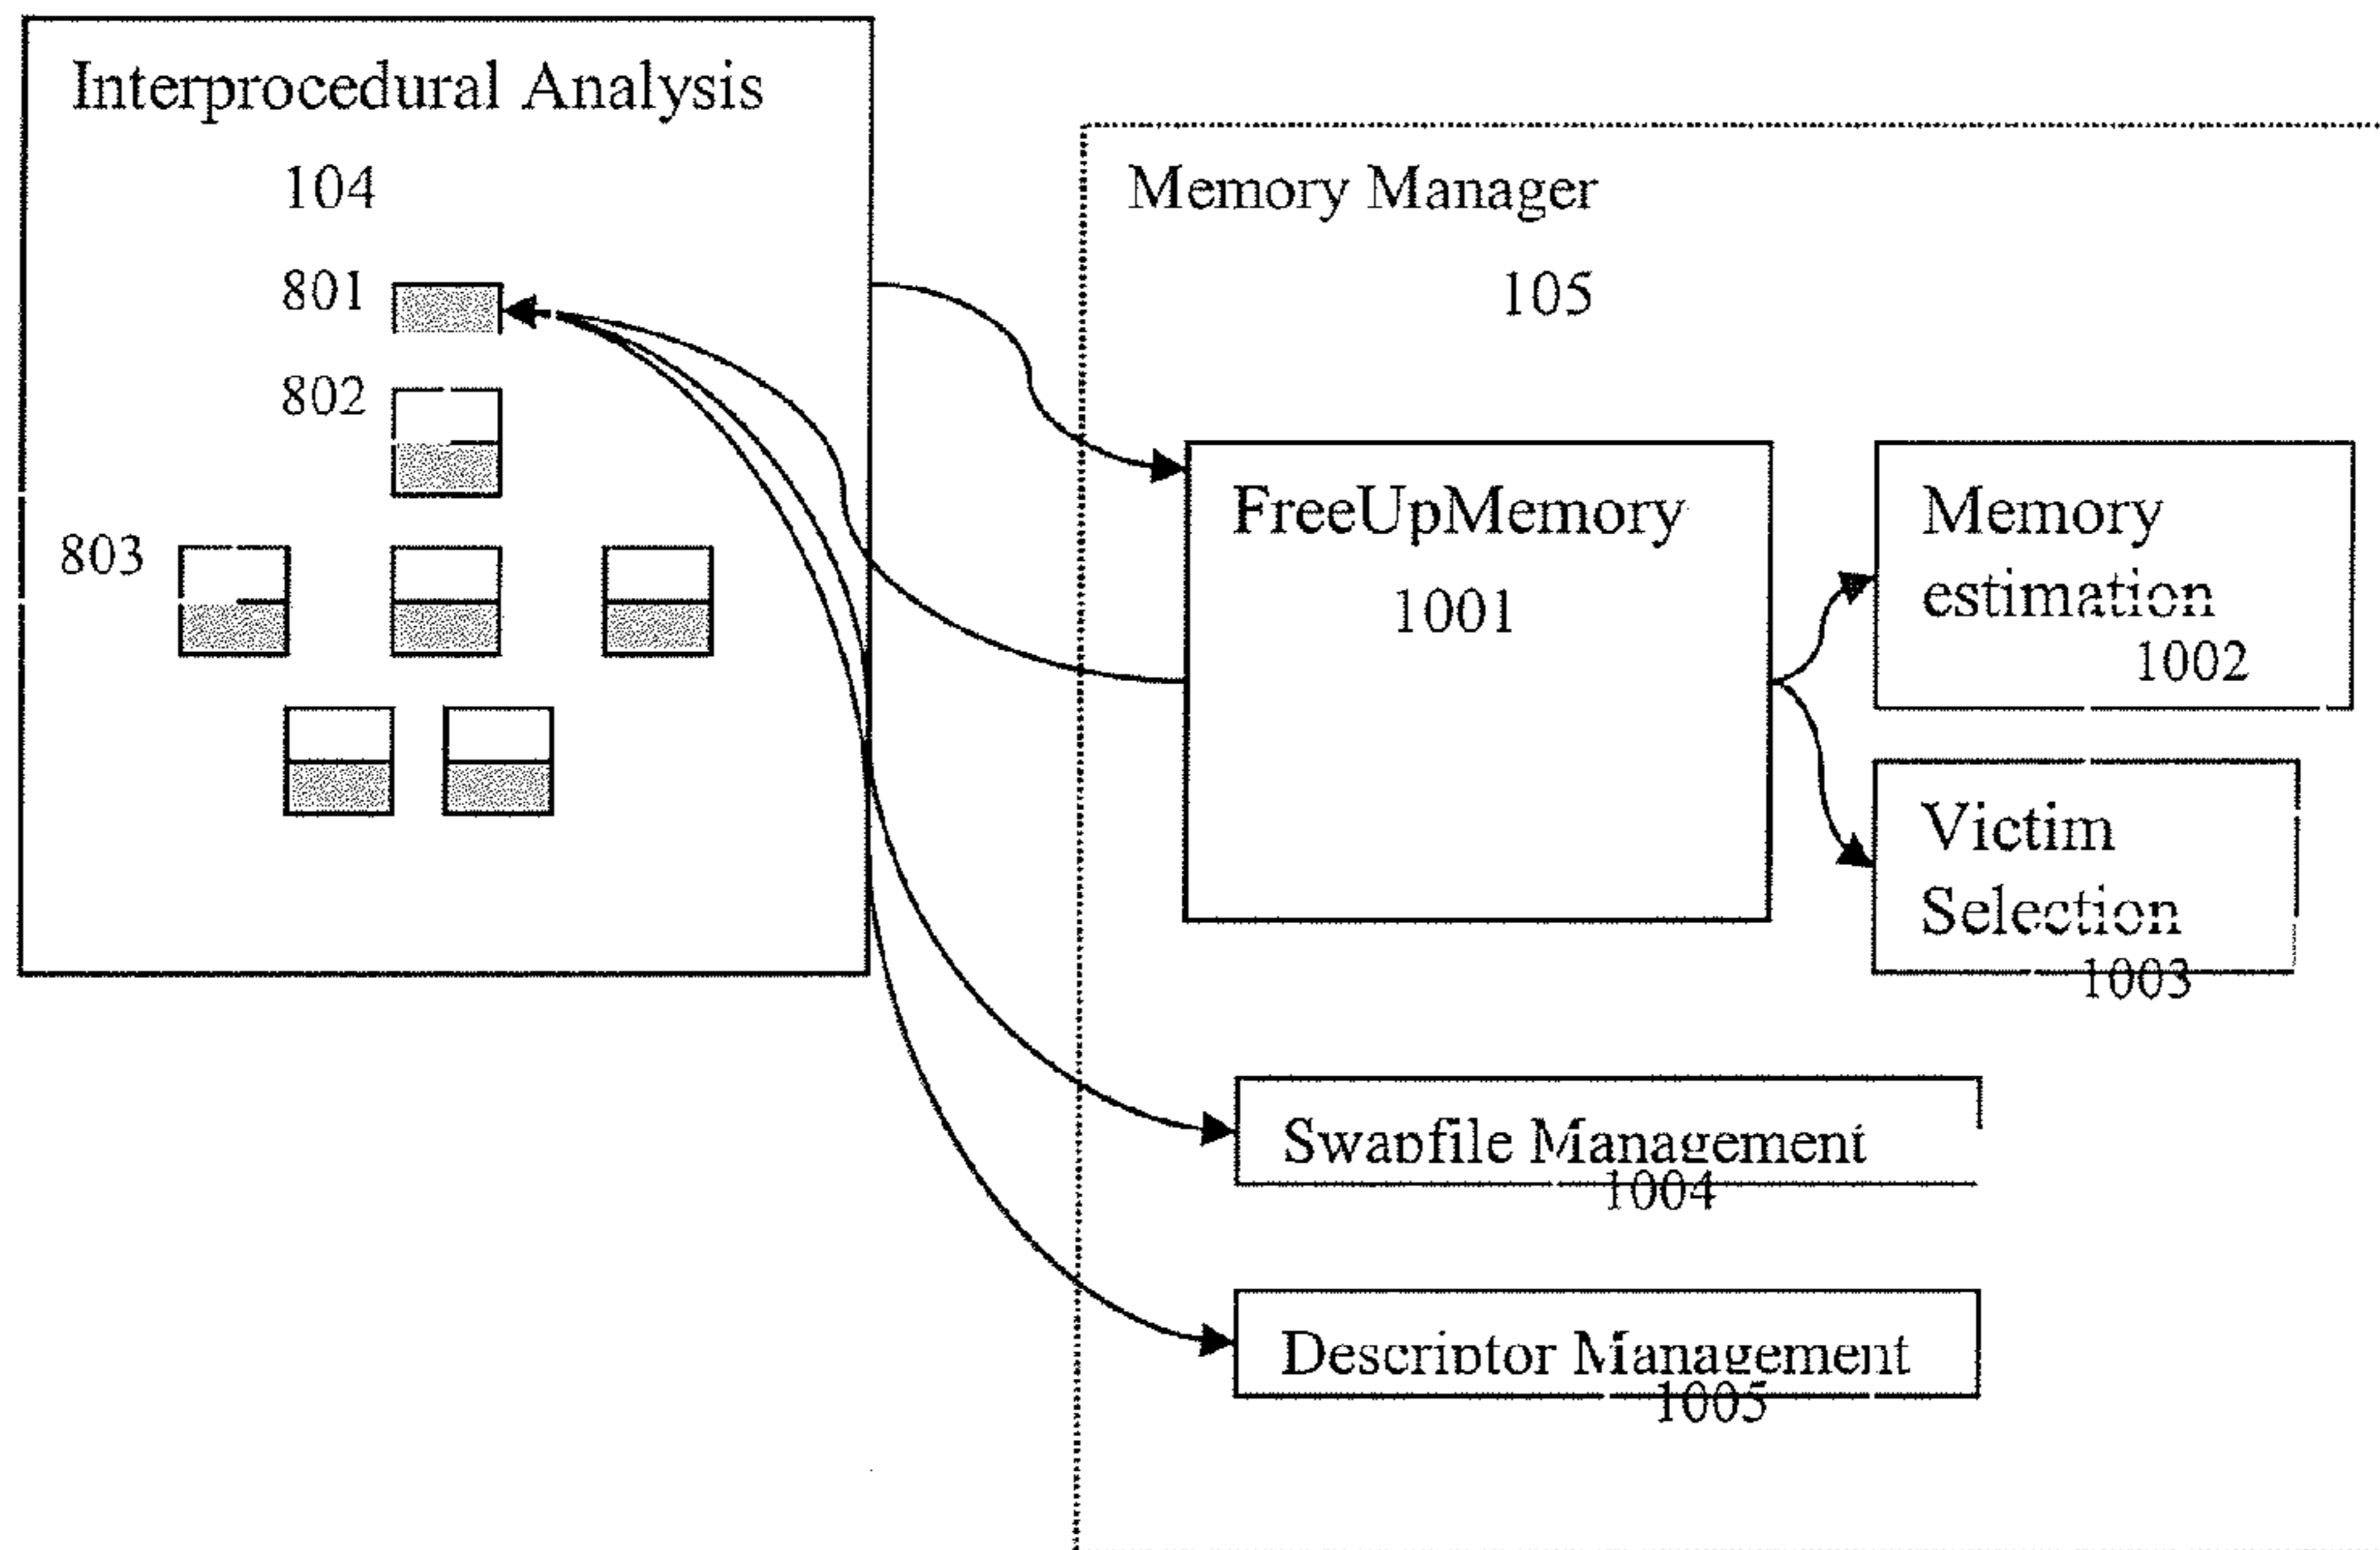 Interprocedural Analysis
104
801
802
803
Memory Manager
105
FreeUpMemory
1001
Memory
estimation
1002
Victim
Selection
1003
Swapfile Management
1004
Descriptor Management
1005